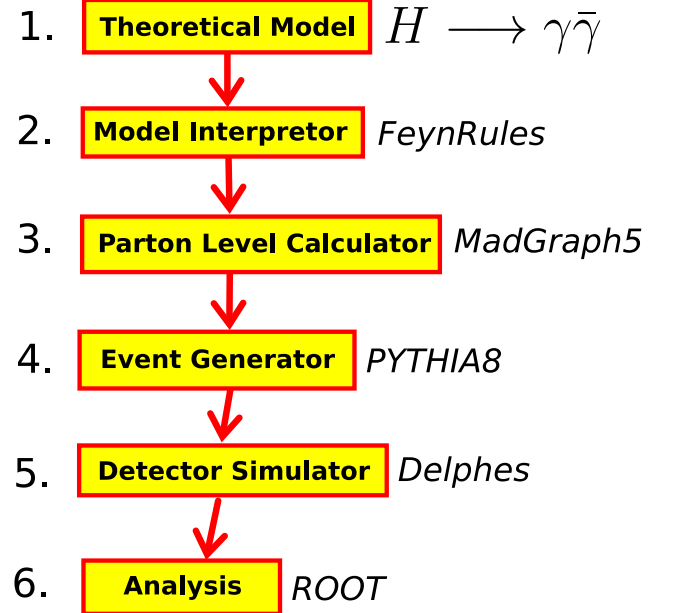 1. Theoretical Model H ⟶ γγ̄
2. Model Interpretor FeynRules
3. Parton Level Calculator MadGraph5
4. Event Generator PYTHIA8
5. Detector Simulator Delphes
6. Analysis ROOT